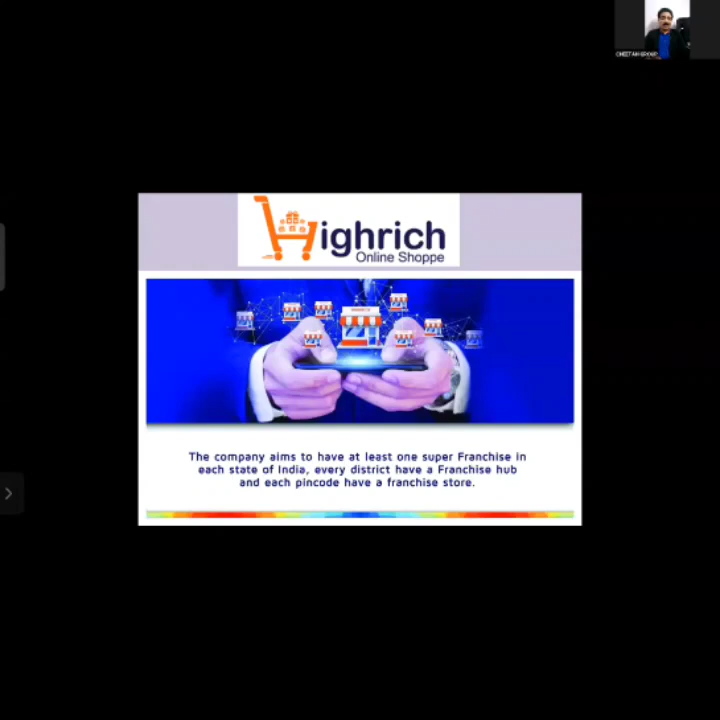 ighrich
Online Shoppe
The company aims to have at least one super Franchise in
each state of India, every district have a Franchise hub
and each pincode have a franchise store.